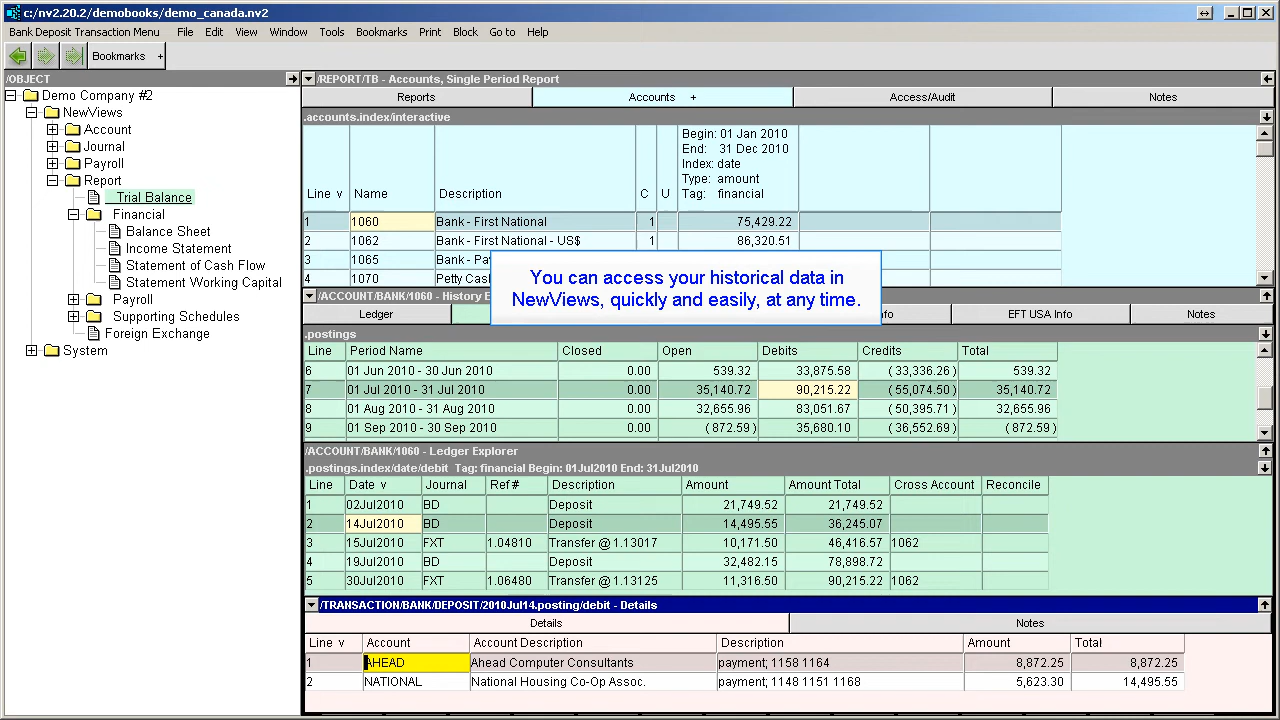 c:/nv2.20.2/demobooks/demo_canada.nv2
Bank Deposit Transaction Menu File Edit View Window Tools Bookmarks Print Block Go to Help
Bookmarks +
/OBJECT
Demo Company #2
NewViews
Account
Journal
Payroll
Report
Trial Balance
Financial
Balance Sheet
Income Statement
Statement of Cash Flow
Statement Working Capital
Payroll
Supporting Schedules
Foreign Exchange
System
/REPORT/TB - Accounts, Single Period Report
Reports Accounts + Access/Audit Notes
.accounts.index/interactive
Begin: 01 Jan 2010
End: 31 Dec 2010
Index: date
Type: amount
Line v Name Description C U Tag: financial
1 1060 Bank - First National 1 75,429.22
2 1062 Bank - First National - US$ 1 86,320.51
3 1065 Bank - Pay
4 1070 Petty Cash
You can access your historical data in
NewViews, quickly and easily, at any time.
/ACCOUNT/BANK/1060 - History E
Ledger nfo EFT USA Info Notes
.postings
Line Period Name Closed Open Debits Credits Total
6 01 Jun 2010 - 30 Jun 2010 0.00 539.32 33,875.58 ( 33,336.26 ) 539.32
7 01 Jul 2010 - 31 Jul 2010 0.00 35,140.72 90,215.22 ( 55,074.50 ) 35,140.72
8 01 Aug 2010 - 31 Aug 2010 0.00 32,655.96 83,051.67 ( 50,395.71 ) 32,655.96
9 01 Sep 2010 - 30 Sep 2010 0.00 ( 872.59 ) 35,680.10 ( 36,552.69 ) ( 872.59 )
/ACCOUNT/BANK/1060 - Ledger Explorer
.postings.index/date/debit Tag: financial Begin: 01Jul2010 End: 31Jul2010
Line Date v Journal Ref# Description Amount Amount Total Cross Account Reconcile
1 02Jul2010 BD Deposit 21,749.52 21,749.52
2 14Jul2010 BD Deposit 14,495.55 36,245.07
3 15Jul2010 FXT 1.04810 Transfer @ 1.13017 10,171.50 46,416.57 1062
4 19Jul2010 BD Deposit 32,482.15 78,898.72
5 30Jul2010 FXT 1.06480 Transfer @ 1.13125 11,316.50 90,215.22 1062
/TRANSACTION/BANK/DEPOSIT/2010Jul14.posting/debit - Details
Details Notes
Line v Account Account Description Description Amount Total
1 AHEAD Ahead Computer Consultants payment; 1158 1164 8,872.25 8,872.25
2 NATIONAL National Housing Co-Op Assoc. payment; 1148 1151 1168 5,623.30 14,495.55